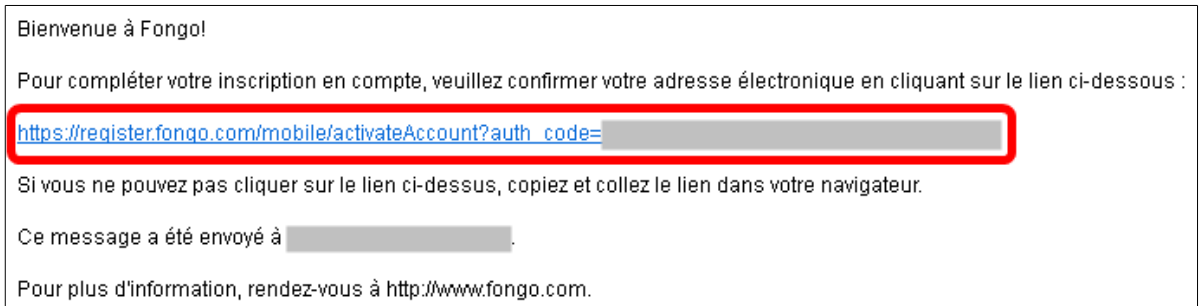 Bienvenue à Fongo!
Pour compléter votre inscription en compte, veuillez confirmer votre adresse électronique en cliquant sur le lien ci-dessous :
https://register.fongo.com/mobile/activateAccount?auth_code=
Si vous ne pouvez pas cliquer sur le lien ci-dessus, copiez et collez le lien dans votre navigateur.
Ce message a été envoyé à .
Pour plus d'information, rendez-vous à http://www.fongo.com.